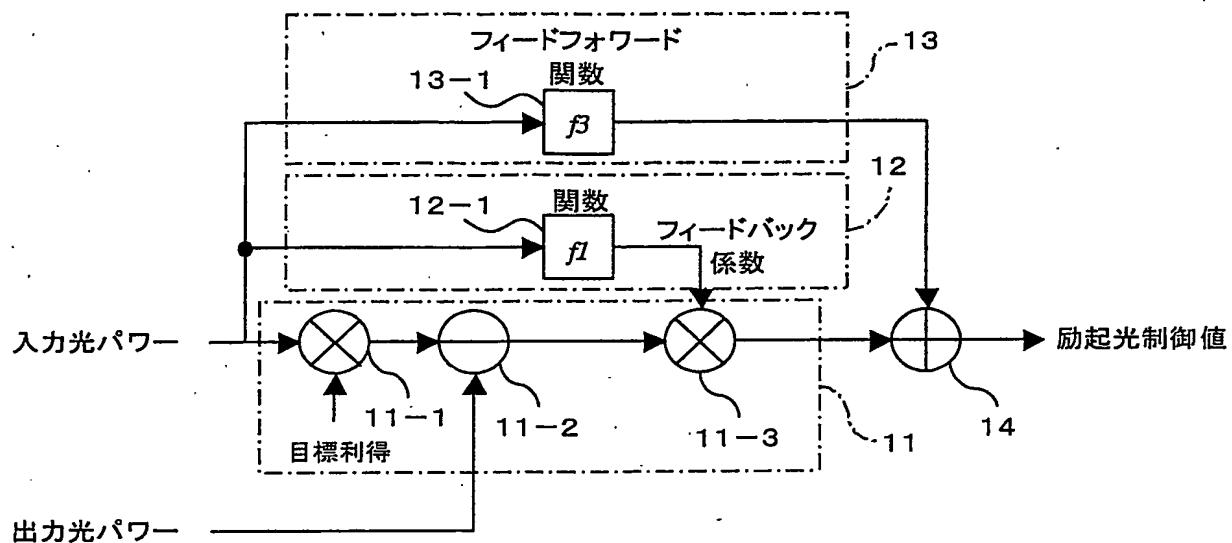 フィードフォワード
関数
13-1
f3
13
12
関数
12-1
f1
フィードバック
係数
入力光パワー
励起光制御値
11-1
11-2
11-3
14
11
目標利得
出力光パワー